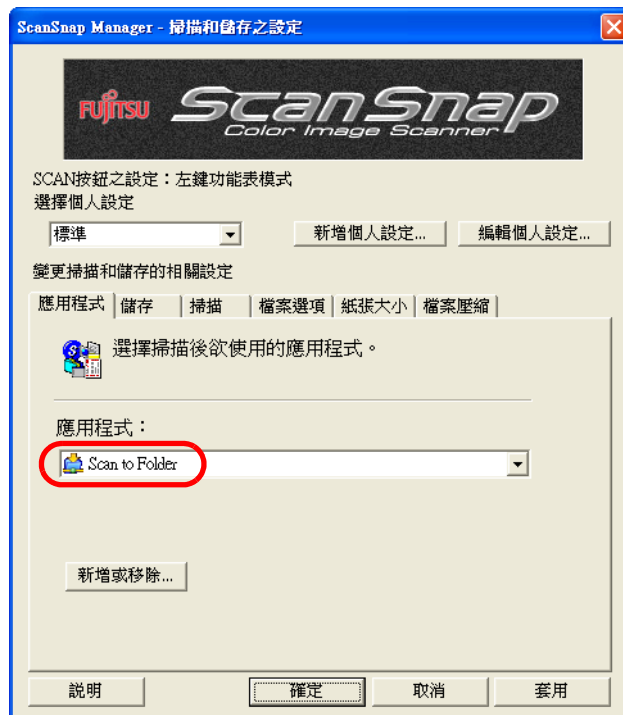 ScanSnap Manager - 掃描和儲存之設定
FUJITSU ScanSnap
Color Image Scanner
SCAN按鈕之設定：左鍵功能表模式
選擇個人設定
標準 新增個人設定... 編輯個人設定...
變更掃描和儲存的相關設定
應用程式 儲存 掃描 檔案選項 紙張大小 檔案壓縮
選擇掃描後欲使用的應用程式。
應用程式：
Scan to Folder
新增或移除...
説明 確定 取消 套用